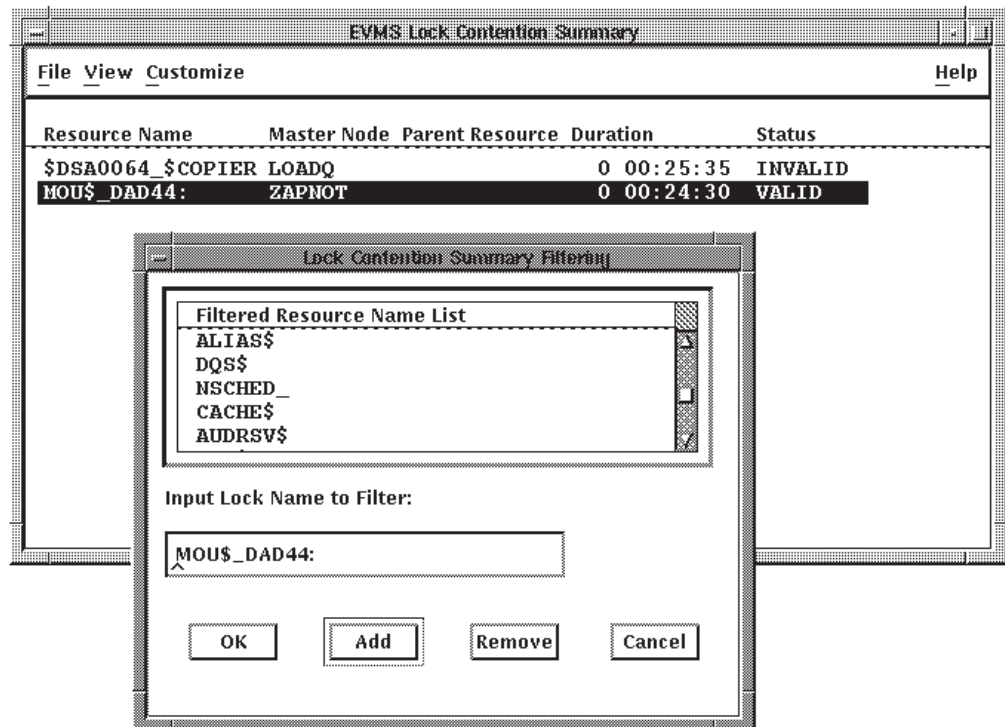 EVMS Lock Contention Summary
File View Customize Help
Resource Name Master Node Parent Resource Duration Status
$DSA0064_$COPIER LOADQ 0 00:25:35 INVALID
MOU$_DAD44: ZAPNOT 0 00:24:30 VALID
Lock Contention Summary Filtering
Filtered Resource Name List
ALIAS$
DQS$
NSCHED_
CACHE$
AUDRSV$
Input Lock Name to Filter:
MOU$_DAD44:
OK Add Remove Cancel